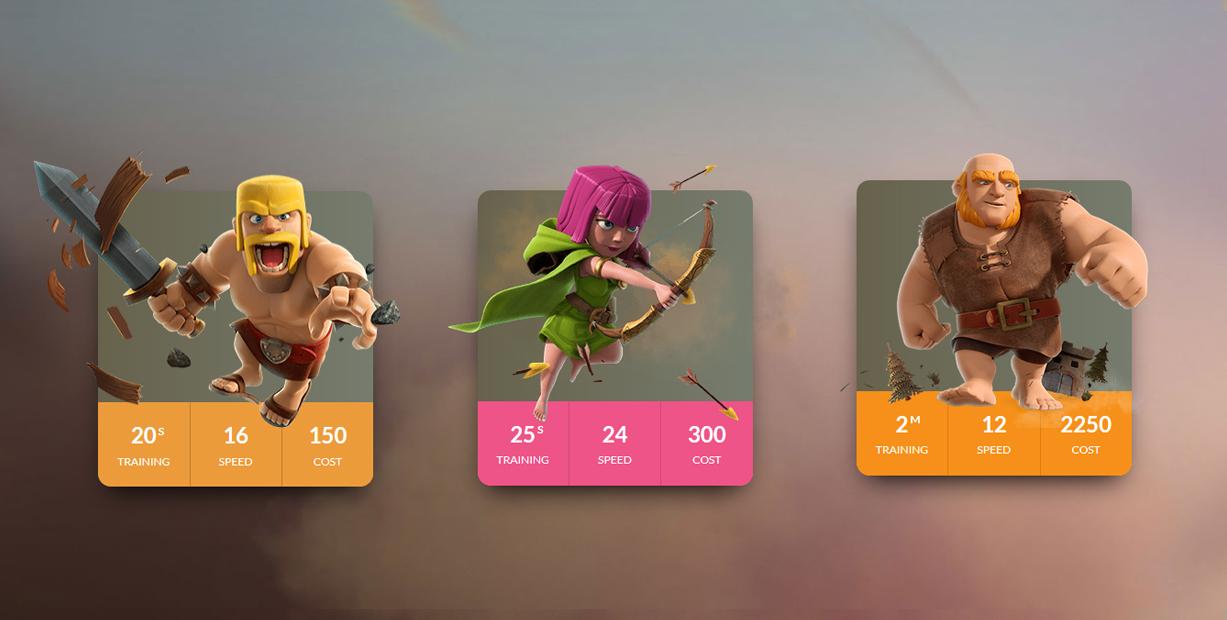 20S 16 150
TRAINING SPEED COST
25S 24 300
TRAINING SPEED COST
2M 12 2250
TRAINING SPEED COST